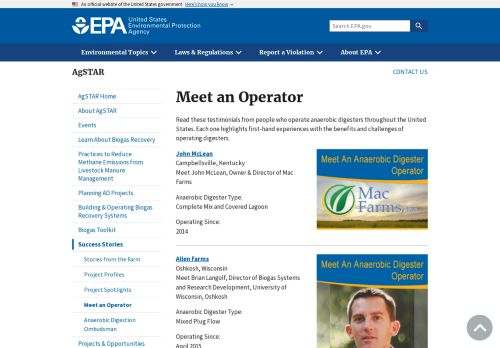 An official website of the United States government Here's how you know
EPA United States
Environmental Protection
Agency
Search EPA.gov
Environmental Topics
Laws & Regulations
Report a Violation
About EPA
AgSTAR
CONTACT US
AgSTAR Home
About AgSTAR
Events
Learn About Biogas Recovery
Practices to Reduce
Methane Emissions from
Livestock Manure
Management
Planning AD Projects
Building & Operating Biogas
Recovery Systems
Biogas Toolkit
Success Stories
Stories from the Farm
Project Profiles
Project Spotlights
Meet an Operator
Anaerobic Digestion
Ombudsman
Projects & Opportunities
Meet an Operator
Read these testimonials from people who operate anaerobic digesters throughout the United
States. Each one highlights first-hand experiences with the benefits and challenges of
operating digesters.
John McLean
Campbellsville, Kentucky
Meet John McLean, Owner & Director of Mac
Farms
Anaerobic Digester Type:
Complete Mix and Covered Lagoon
Operating Since:
2014
Meet An Anaerobic Digester
Operator
Mac
Farms, Inc.
Allen Farms
Oshkosh, Wisconsin
Meet Brian Langolf, Director of Biogas Systems
and Research Development, University of
Wisconsin, Oshkosh
Anaerobic Digester Type:
Mixed Plug Flow
Operating Since:
April 2015
Meet An Anaerobic Digester
Operator